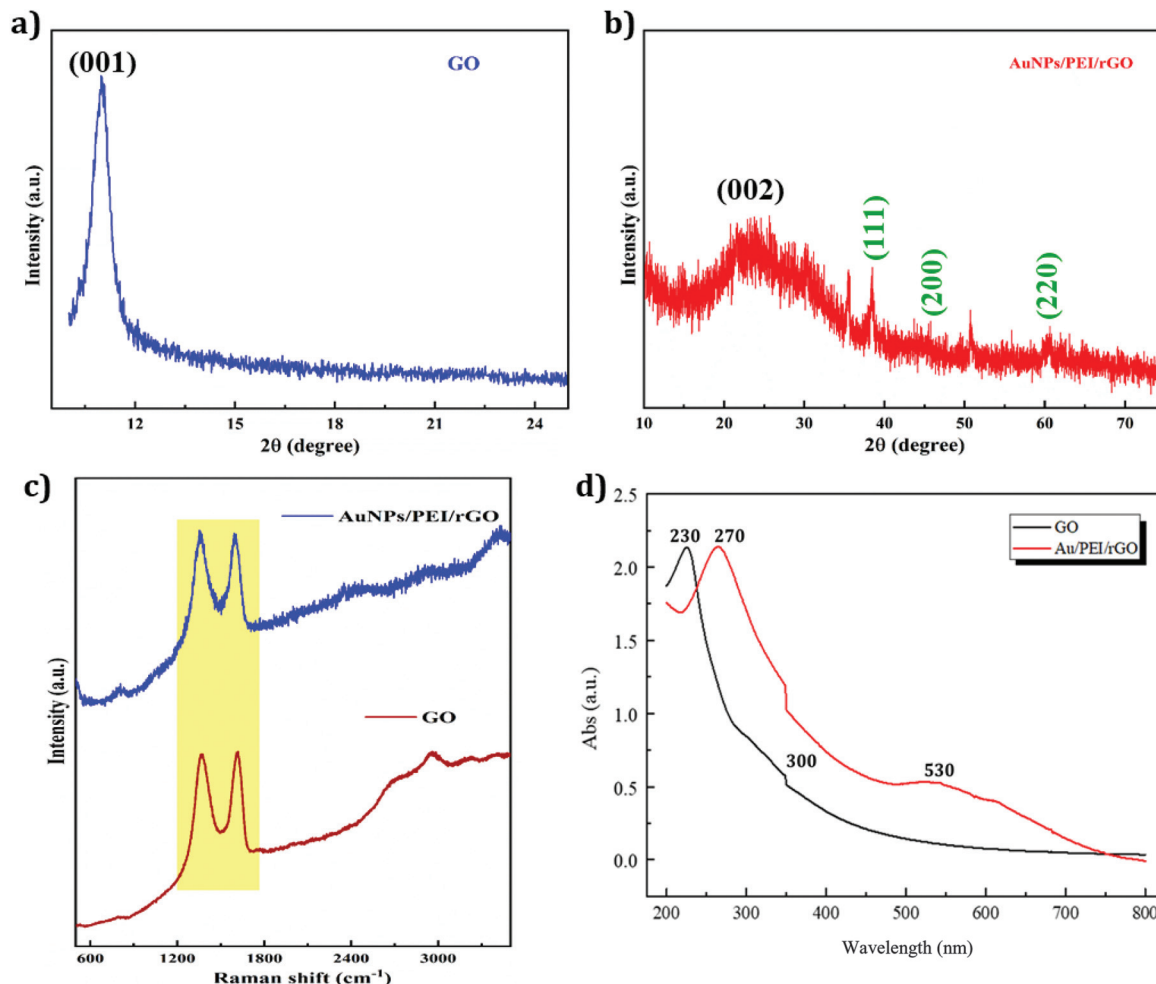 a)
(001)
GO
Intensity (a.u.)
12 15 18 21 24
2θ (degree)
b)
AuNPs/PEI/rGO
(002)
(111)
(200)
(220)
Intensity (a.u.)
10 20 30 40 50 60 70
2θ (degree)
c)
AuNPs/PEI/rGO
GO
Intensity (a.u.)
600 1200 1800 2400 3000
Raman shift (cm⁻¹)
d)
2.5
2.0
1.5
1.0
0.5
0.0
230 270
GO
Au/PEI/rGO
300
530
Abs (a.u.)
200 300 400 500 600 700 800
Wavelength (nm)